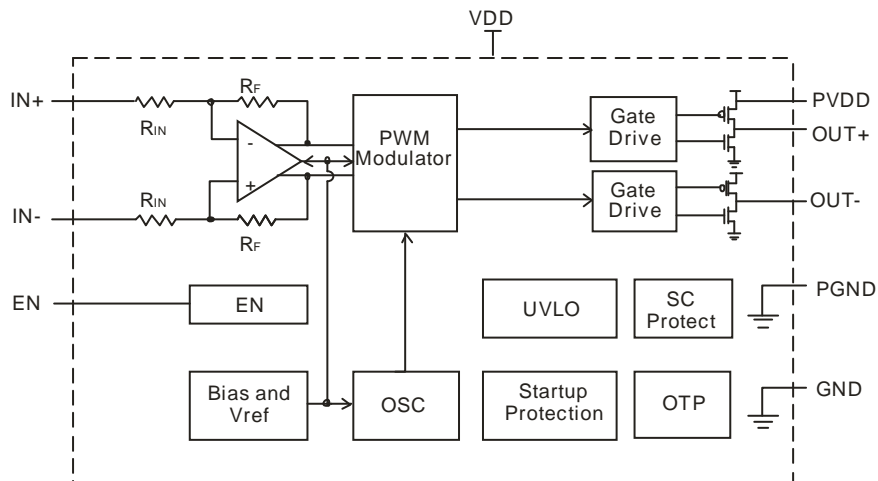 VDD
IN+
RIN
RF
-
+
PWM
Modulator
Gate
Drive
PVDD
OUT+
IN-
RIN
RF
Gate
Drive
OUT-
EN
EN
UVLO
SC
Protect
PGND
Bias and
Vref
OSC
Startup
Protection
OTP
GND